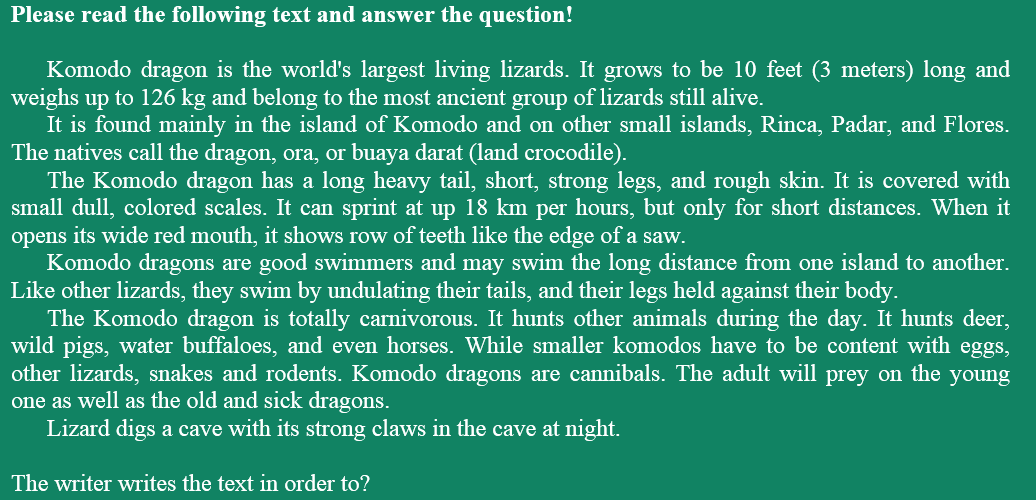 Please read the following text and answer the question!
Komodo dragon is the world's largest living lizards. It grows to be 10 feet (3 meters) long and
weighs up to 126 kg and belong to the most ancient group of lizards still alive.
It is found mainly in the island of Komodo and on other small islands, Rinca, Padar, and Flores.
The natives call the dragon, ora, or buaya darat (land crocodile).
The Komodo dragon has a long heavy tail, short, strong legs, and rough skin. It is covered with
small dull, colored scales. It can sprint at up 18 km per hours, but only for short distances. When it
opens its wide red mouth, it shows row of teeth like the edge of a saw.
Komodo dragons are good swimmers and may swim the long distance from one island to another.
Like other lizards, they swim by undulating their tails, and their legs held against their body.
The Komodo dragon is totally carnivorous. It hunts other animals during the day. It hunts deer,
wild pigs, water buffaloes, and even horses. While smaller komodos have to be content with eggs,
other lizards, snakes and rodents. Komodo dragons are cannibals. The adult will prey on the young
one as well as the old and sick dragons.
Lizard digs a cave with its strong claws in the cave at night.
The writer writes the text in order to?